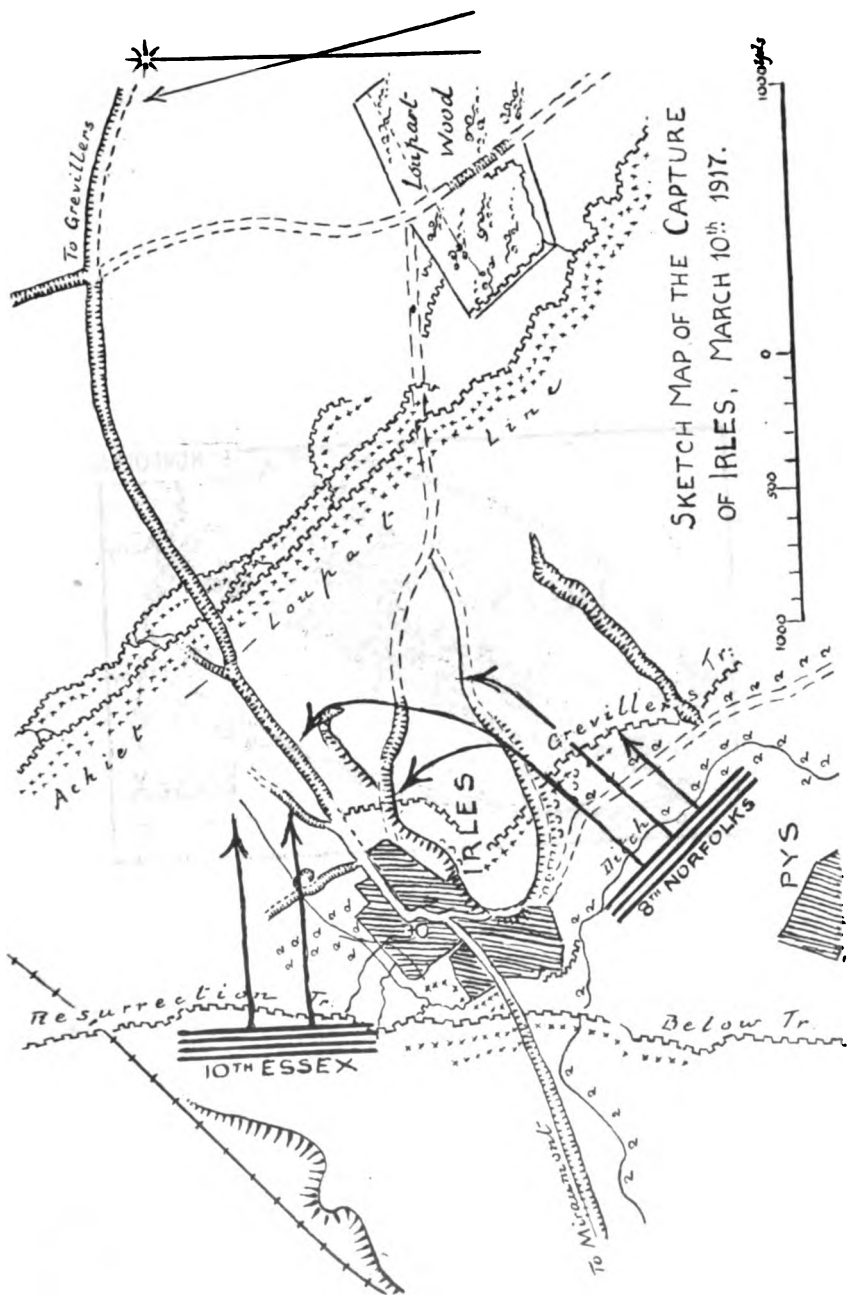 To Grevillers
Loupart
Wood
Achiet Loupart Line
SKETCH MAP OF THE CAPTURE
OF IRLES, MARCH 10TH 1917.
1000 500 0 1000 yds
IRLES
Grevillers Tr.
Ditch
8TH NORFOLKS
PYS
Resurrection Tr.
10TH ESSEX
Below Tr.
To Miraumont